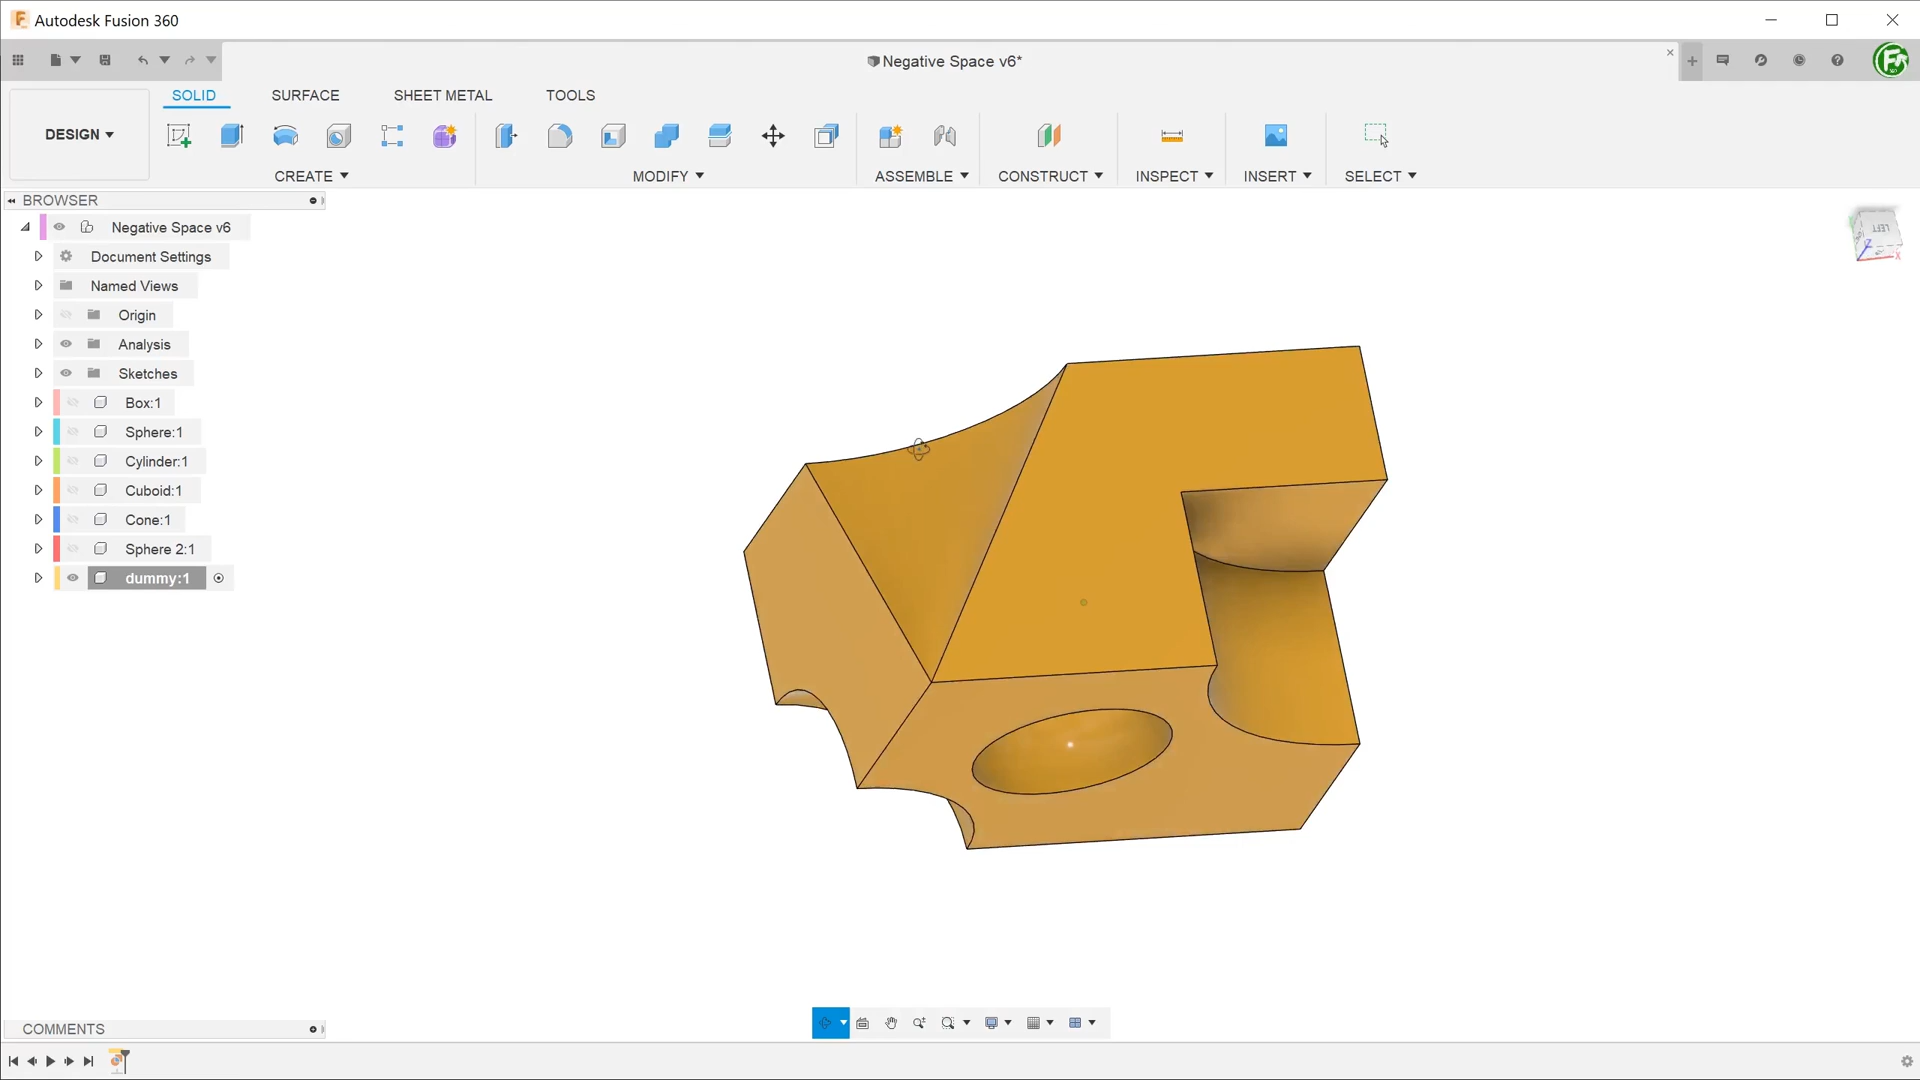 Autodesk Fusion 360
Negative Space v6*
SOLID SURFACE SHEET METAL TOOLS
DESIGN
CREATE MODIFY ASSEMBLE CONSTRUCT INSPECT INSERT SELECT
BROWSER
Negative Space v6
Document Settings
Named Views
Origin
Analysis
Sketches
Box:1
Sphere:1
Cylinder:1
Cuboid:1
Cone:1
Sphere 2:1
dummy:1
LEFT
Z
X
COMMENTS